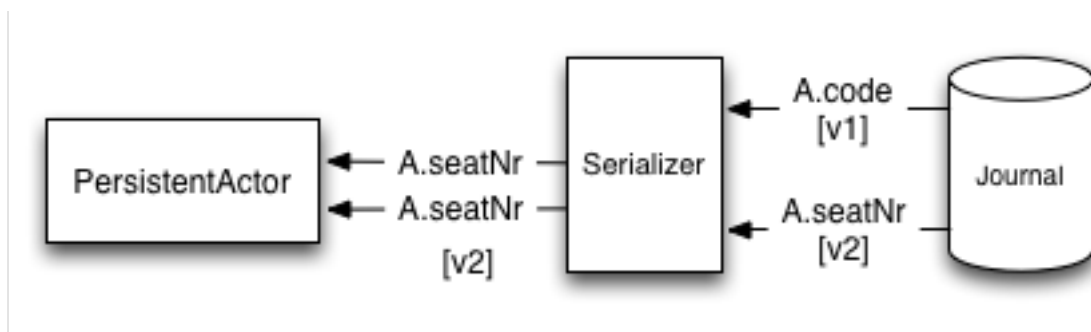 PersistentActor
A.seatNr
A.seatNr
[v2]
Serializer
A.code
[v1]
A.seatNr
[v2]
Journal